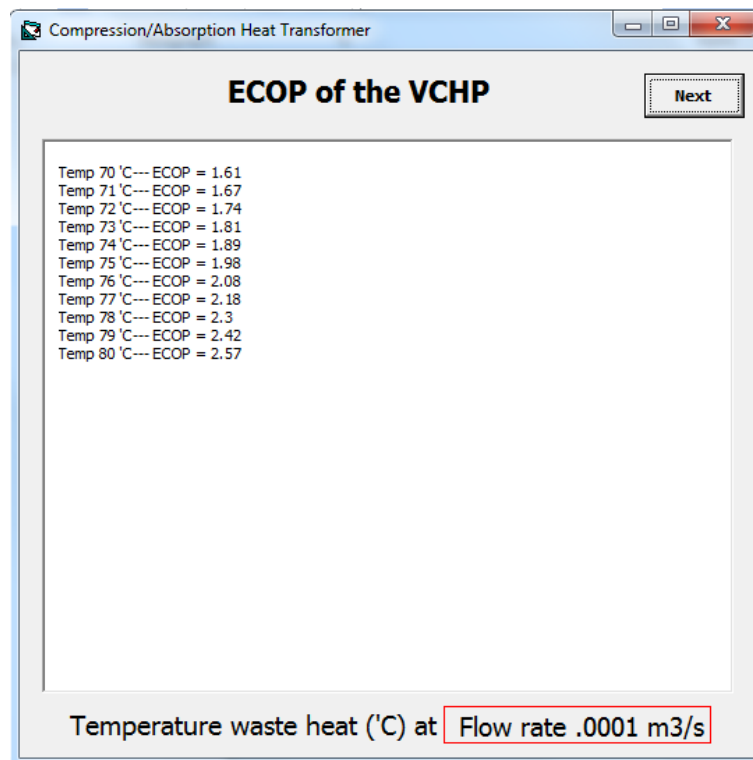 Compression/Absorption Heat Transformer
ECOP of the VCHP
Next
Temp 70 'C--- ECOP = 1.61
Temp 71 'C--- ECOP = 1.67
Temp 72 'C--- ECOP = 1.74
Temp 73 'C--- ECOP = 1.81
Temp 74 'C--- ECOP = 1.89
Temp 75 'C--- ECOP = 1.98
Temp 76 'C--- ECOP = 2.08
Temp 77 'C--- ECOP = 2.18
Temp 78 'C--- ECOP = 2.3
Temp 79 'C--- ECOP = 2.42
Temp 80 'C--- ECOP = 2.57
Temperature waste heat ('C) at Flow rate .0001 m3/s